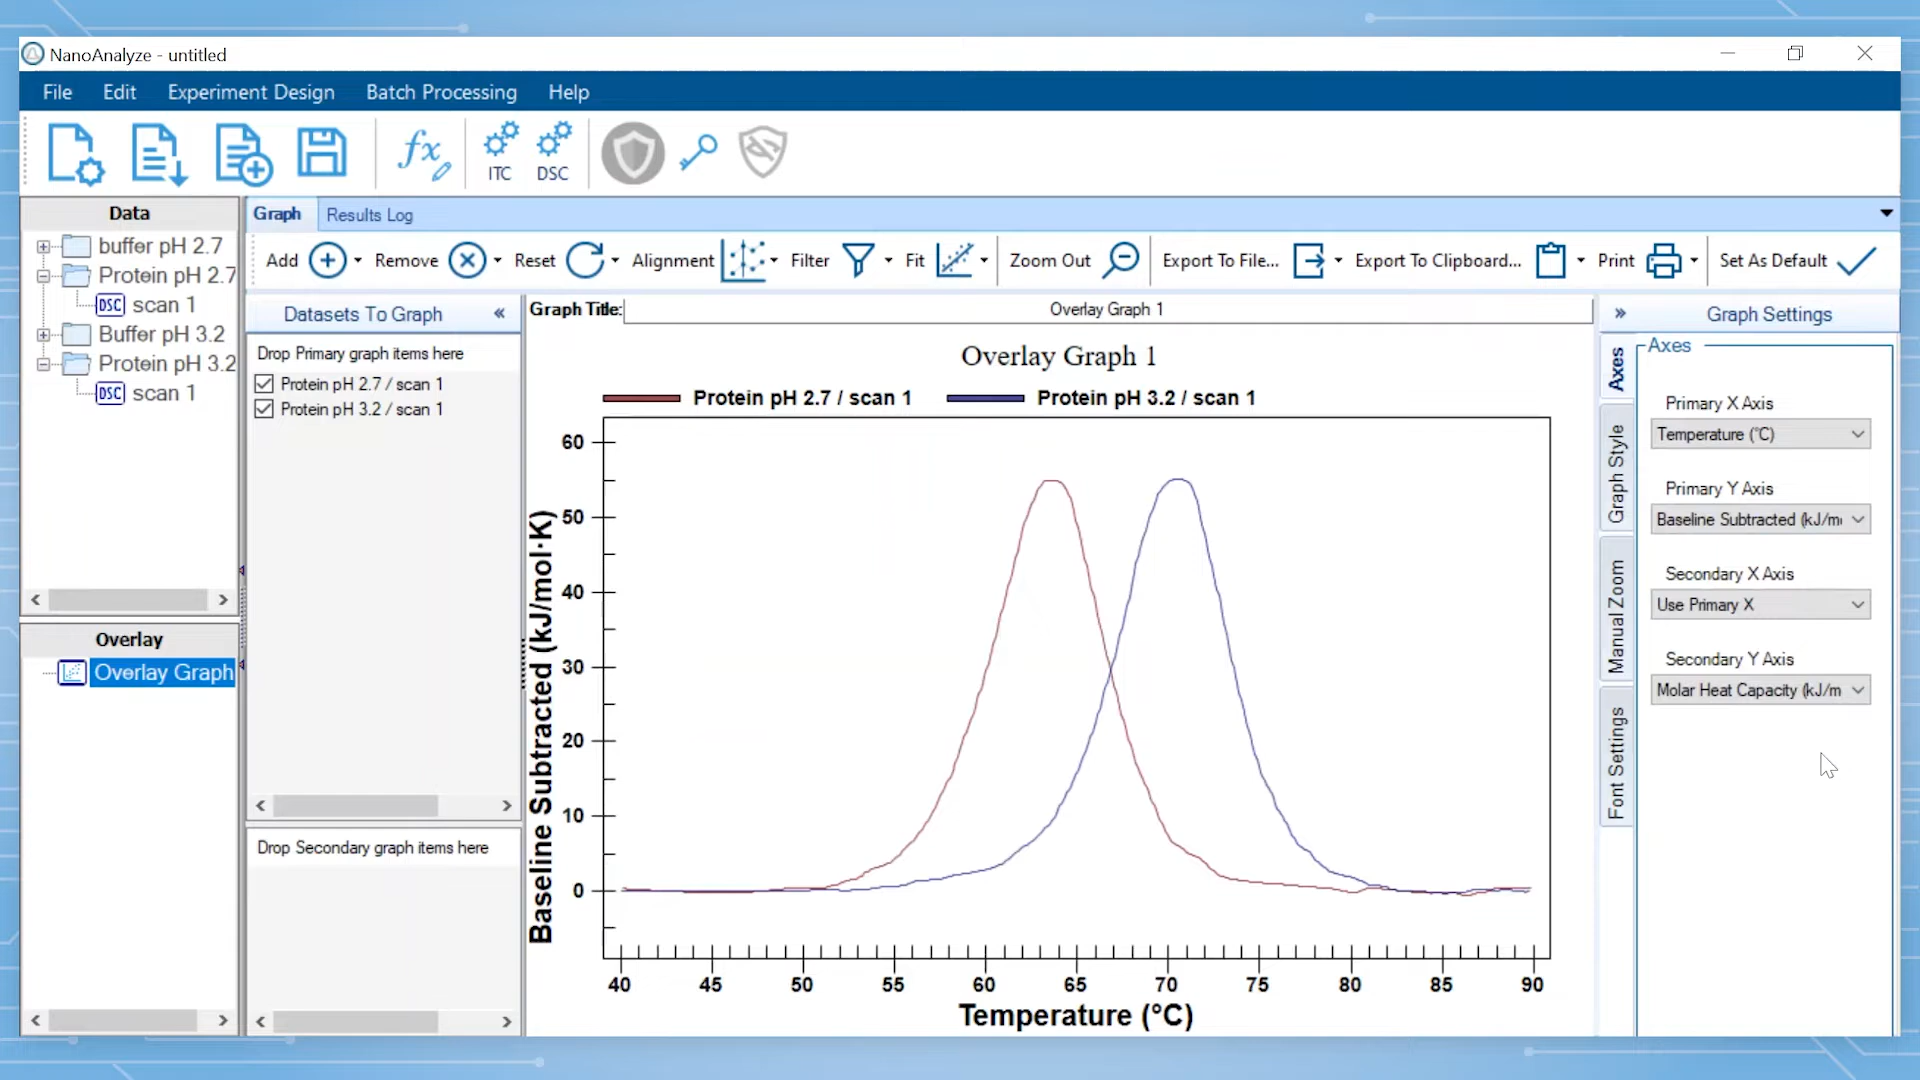 NanoAnalyze - untitled
File Edit Experiment Design Batch Processing Help
ITC DSC
Data
buffer pH 2.7
Protein pH 2.7
DSC scan 1
Buffer pH 3.2
Protein pH 3.2
DSC scan 1
Overlay
Overlay Graph
Graph Results Log
Add Remove Reset Alignment Filter Fit Zoom Out Export To File... Export To Clipboard... Print Set As Default
Datasets To Graph «
Drop Primary graph items here
Protein pH 2.7 / scan 1
Protein pH 3.2 / scan 1
Drop Secondary graph items here
Graph Title: Overlay Graph 1
Overlay Graph 1
Protein pH 2.7 / scan 1 Protein pH 3.2 / scan 1
Baseline Subtracted (kJ/mol·K)
60
50
40
30
20
10
0
40 45 50 55 60 65 70 75 80 85 90
Temperature (°C)
» Graph Settings
Axes
Graph Style
Manual Zoom
Font Settings
Axes
Primary X Axis
Temperature (°C)
Primary Y Axis
Baseline Subtracted (kJ/m
Secondary X Axis
Use Primary X
Secondary Y Axis
Molar Heat Capacity (kJ/m